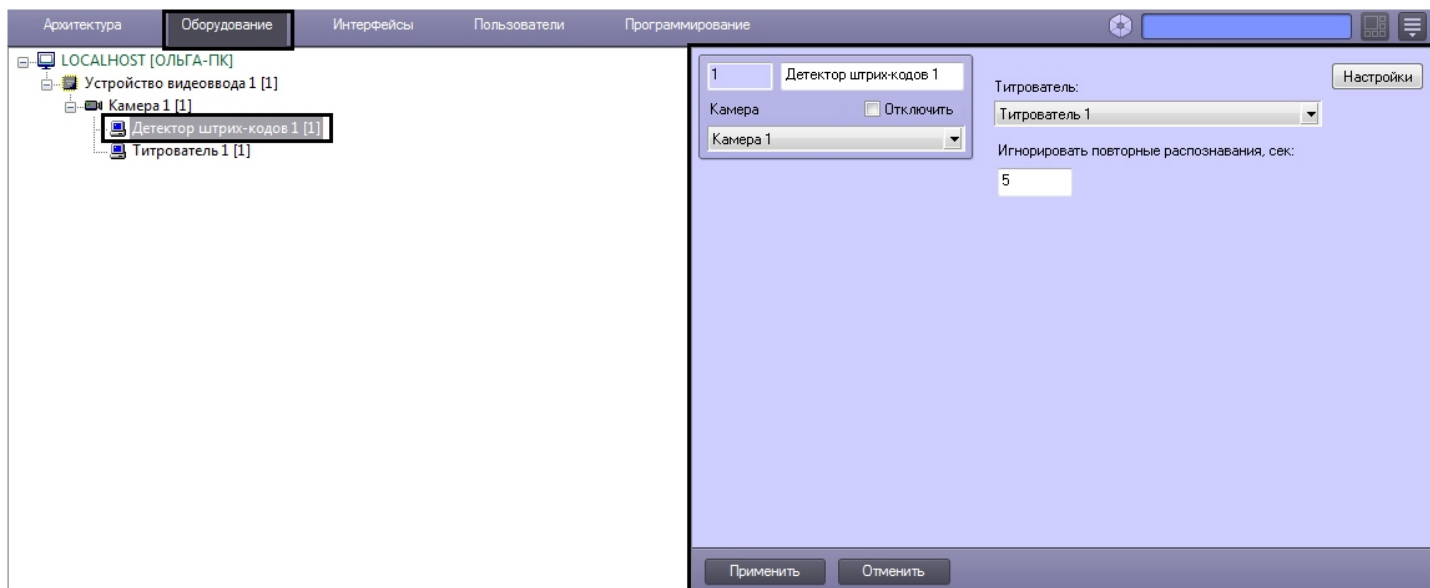 Архитектура Оборудование Интерфейсы Пользователи Программирование
LOCALHOST [ОЛЬГА-ПК]
Устройство видеоввода 1 [1]
Камера 1 [1]
Детектор штрих-кодов 1 [1]
Титрователь 1 [1]
1 Детектор штрих-кодов 1
Камера Отключить
Камера 1
Титрователь:
Настройки
Титрователь 1
Игнорировать повторные распознавания, сек:
5
Применить Отменить